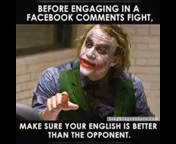 BEFORE ENGAGING IN A
FACEBOOK COMMENTS FIGHT,
MAKE SURE YOUR ENGLISH IS BETTER
THAN THE OPPONENT.